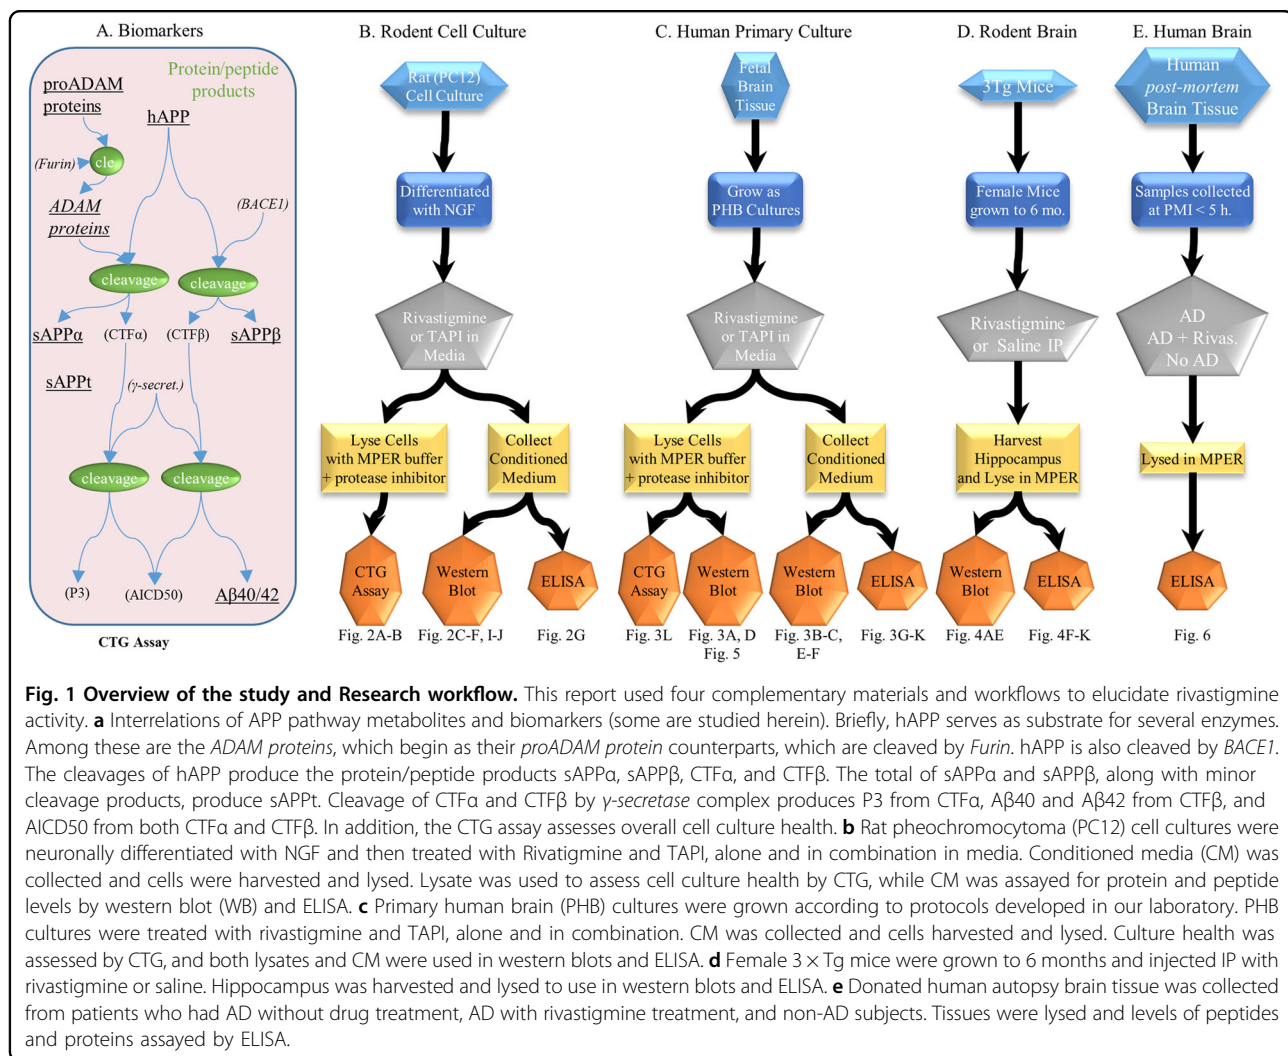 A. Biomarkers
Protein/peptide
products
proADAM
proteins
hAPP
(Furin)
cle
ADAM
proteins
(BACE1)
cleavage
cleavage
sAPPα
(CTFα)
(CTFβ)
sAPPβ
sAPPt
(γ-secret.)
cleavage
cleavage
(P3)
(AICD50)
Aβ40/42
CTG Assay
B. Rodent Cell Culture
Rat (PC12)
Cell Culture
Differentiated
with NGF
Rivastigmine
or TAPI in
Media
Lyse Cells
with MPER buffer
+ protease inhibitor
Collect
Conditioned
Medium
CTG
Assay
Western
Blot
ELISA
Fig. 2A-B
Fig. 2C-F, I-J
Fig. 2G
C. Human Primary Culture
Fetal
Brain
Tissue
Grow as
PHB Cultures
Rivastigmine
or TAPI in
Media
Lyse Cells
with MPER buffer
+ protease inhibitor
Collect
Conditioned
Medium
CTG
Assay
Western
Blot
Western
Blot
ELISA
Fig. 3L
Fig. 3A, D
Fig. 5
Fig. 3B-C,
E-F
Fig. 3G-K
D. Rodent Brain
3Tg Mice
Female Mice
grown to 6 mo.
Rivastigmine
or Saline IP
Harvest
Hippocampus
and Lyse in MPER
Western
Blot
ELISA
Fig. 4AE
Fig. 4F-K
E. Human Brain
Human
post-mortem
Brain Tissue
Samples collected
at PMI < 5 h.
AD
AD + Rivas.
No AD
Lysed in MPER
ELISA
Fig. 6
Fig. 1 Overview of the study and Research workflow. This report used four complementary materials and workflows to elucidate rivastigmine
activity. a Interrelations of APP pathway metabolites and biomarkers (some are studied herein). Briefly, hAPP serves as substrate for several enzymes.
Among these are the ADAM proteins, which begin as their proADAM protein counterparts, which are cleaved by Furin. hAPP is also cleaved by BACE1.
The cleavages of hAPP produce the protein/peptide products sAPPα, sAPPβ, CTFα, and CTFβ. The total of sAPPα and sAPPβ, along with minor
cleavage products, produce sAPPt. Cleavage of CTFα and CTFβ by γ-secretase complex produces P3 from CTFα, Aβ40 and Aβ42 from CTFβ, and
AICD50 from both CTFα and CTFβ. In addition, the CTG assay assesses overall cell culture health. b Rat pheochromocytoma (PC12) cell cultures were
neuronally differentiated with NGF and then treated with Rivatigmine and TAPI, alone and in combination in media. Conditioned media (CM) was
collected and cells were harvested and lysed. Lysate was used to assess cell culture health by CTG, while CM was assayed for protein and peptide
levels by western blot (WB) and ELISA. c Primary human brain (PHB) cultures were grown according to protocols developed in our laboratory. PHB
cultures were treated with rivastigmine and TAPI, alone and in combination. CM was collected and cells harvested and lysed. Culture health was
assessed by CTG, and both lysates and CM were used in western blots and ELISA. d Female 3 × Tg mice were grown to 6 months and injected IP with
rivastigmine or saline. Hippocampus was harvested and lysed to use in western blots and ELISA. e Donated human autopsy brain tissue was collected
from patients who had AD without drug treatment, AD with rivastigmine treatment, and non-AD subjects. Tissues were lysed and levels of peptides
and proteins assayed by ELISA.